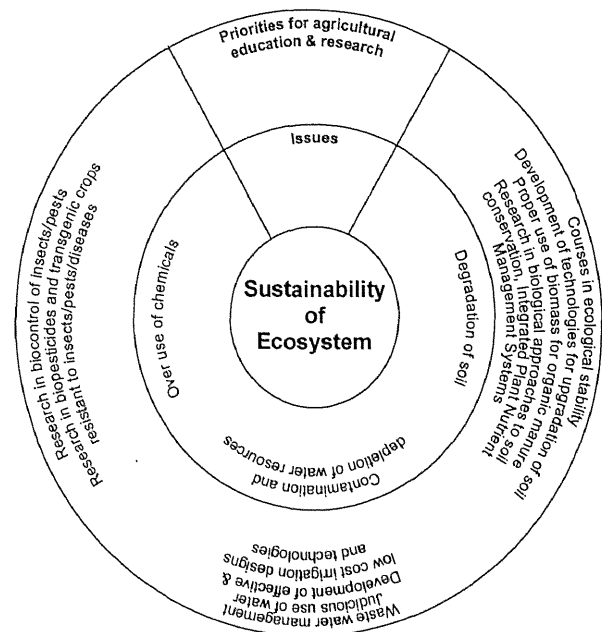 Priorities for agricultural
education & research
Issues
Sustainability
of
Ecosystem
Over use of chemicals
Degradation of soil
Contamination and
depletion of water resources
Research in biocontrol of insects/pests
Research in biopesticides and transgenic crops
resistant to insects/pests/diseases
Courses in ecological stability
Development of technologies for upgradation of soil
Proper use of biomass for organic manure
Research in biological approaches to soil
conservation, Integrated Plant Nutrient
Management Systems
Waste water management
Judicious use of water
Development of effective &
low cost irrigation designs
and technologies